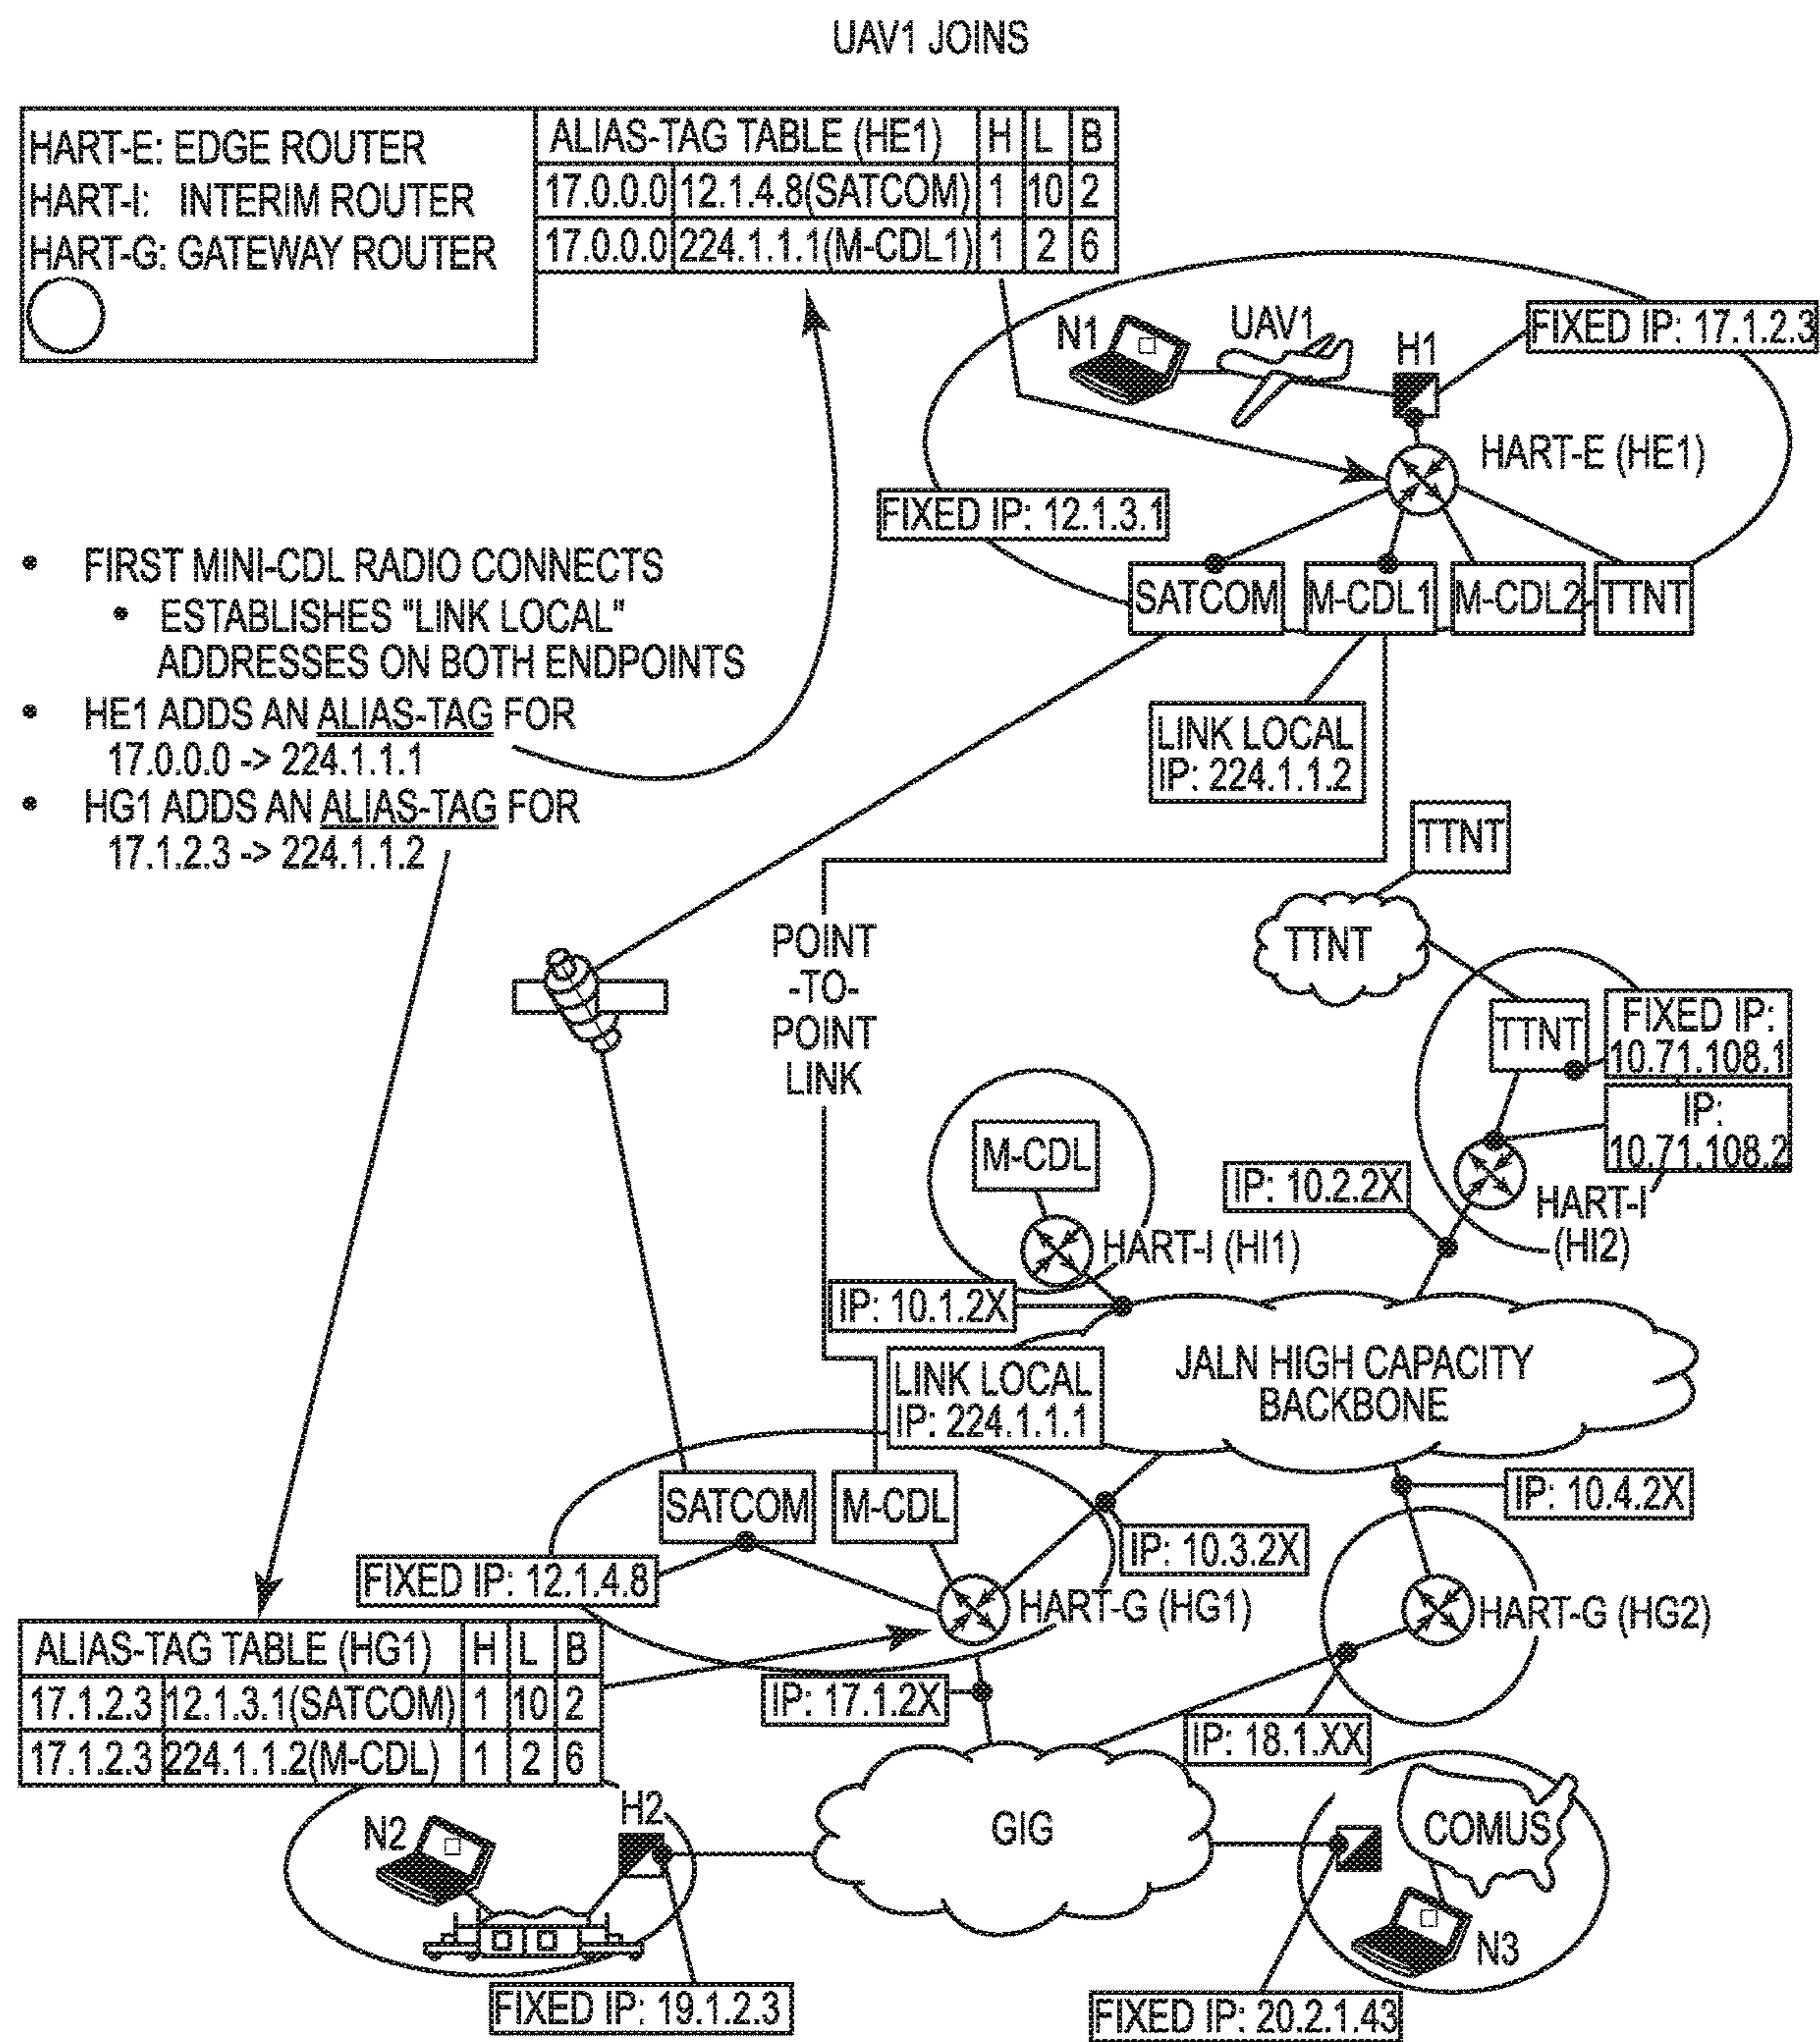 UAV1 JOINS
HART-E: EDGE ROUTER
HART-I: INTERIM ROUTER
HART-G: GATEWAY ROUTER
ALIAS-TAG TABLE (HE1) H L B
17.0.0.0 12.1.4.8(SATCOM) 1 10 2
17.0.0.0 224.1.1.1(M-CDL1) 1 2 6
N1
UAV1
H1
FIXED IP: 17.1.2.3
HART-E (HE1)
FIXED IP: 12.1.3.1
SATCOM
M-CDL1
M-CDL2
TTNT
• FIRST MINI-CDL RADIO CONNECTS
• ESTABLISHES "LINK LOCAL"
ADDRESSES ON BOTH ENDPOINTS
• HE1 ADDS AN ALIAS-TAG FOR
17.0.0.0 -> 224.1.1.1
• HG1 ADDS AN ALIAS-TAG FOR
17.1.2.3 -> 224.1.1.2
LINK LOCAL
IP: 224.1.1.2
TTNT
TTNT
POINT
-TO-
POINT
LINK
TTNT
FIXED IP:
10.71.108.1
IP:
10.71.108.2
M-CDL
IP: 10.2.2X
HART-I
(HI2)
HART-I (HI1)
IP: 10.1.2X
LINK LOCAL
IP: 224.1.1.1
JALN HIGH CAPACITY
BACKBONE
SATCOM
M-CDL
IP: 10.4.2X
IP: 10.3.2X
FIXED IP: 12.1.4.8
HART-G (HG1)
HART-G (HG2)
ALIAS-TAG TABLE (HG1) H L B
17.1.2.3 12.1.3.1(SATCOM) 1 10 2
17.1.2.3 224.1.1.2(M-CDL) 1 2 6
IP: 17.1.2X
IP: 18.1.XX
N2
H2
GIG
COMUS
N3
FIXED IP: 19.1.2.3
FIXED IP: 20.2.1.43